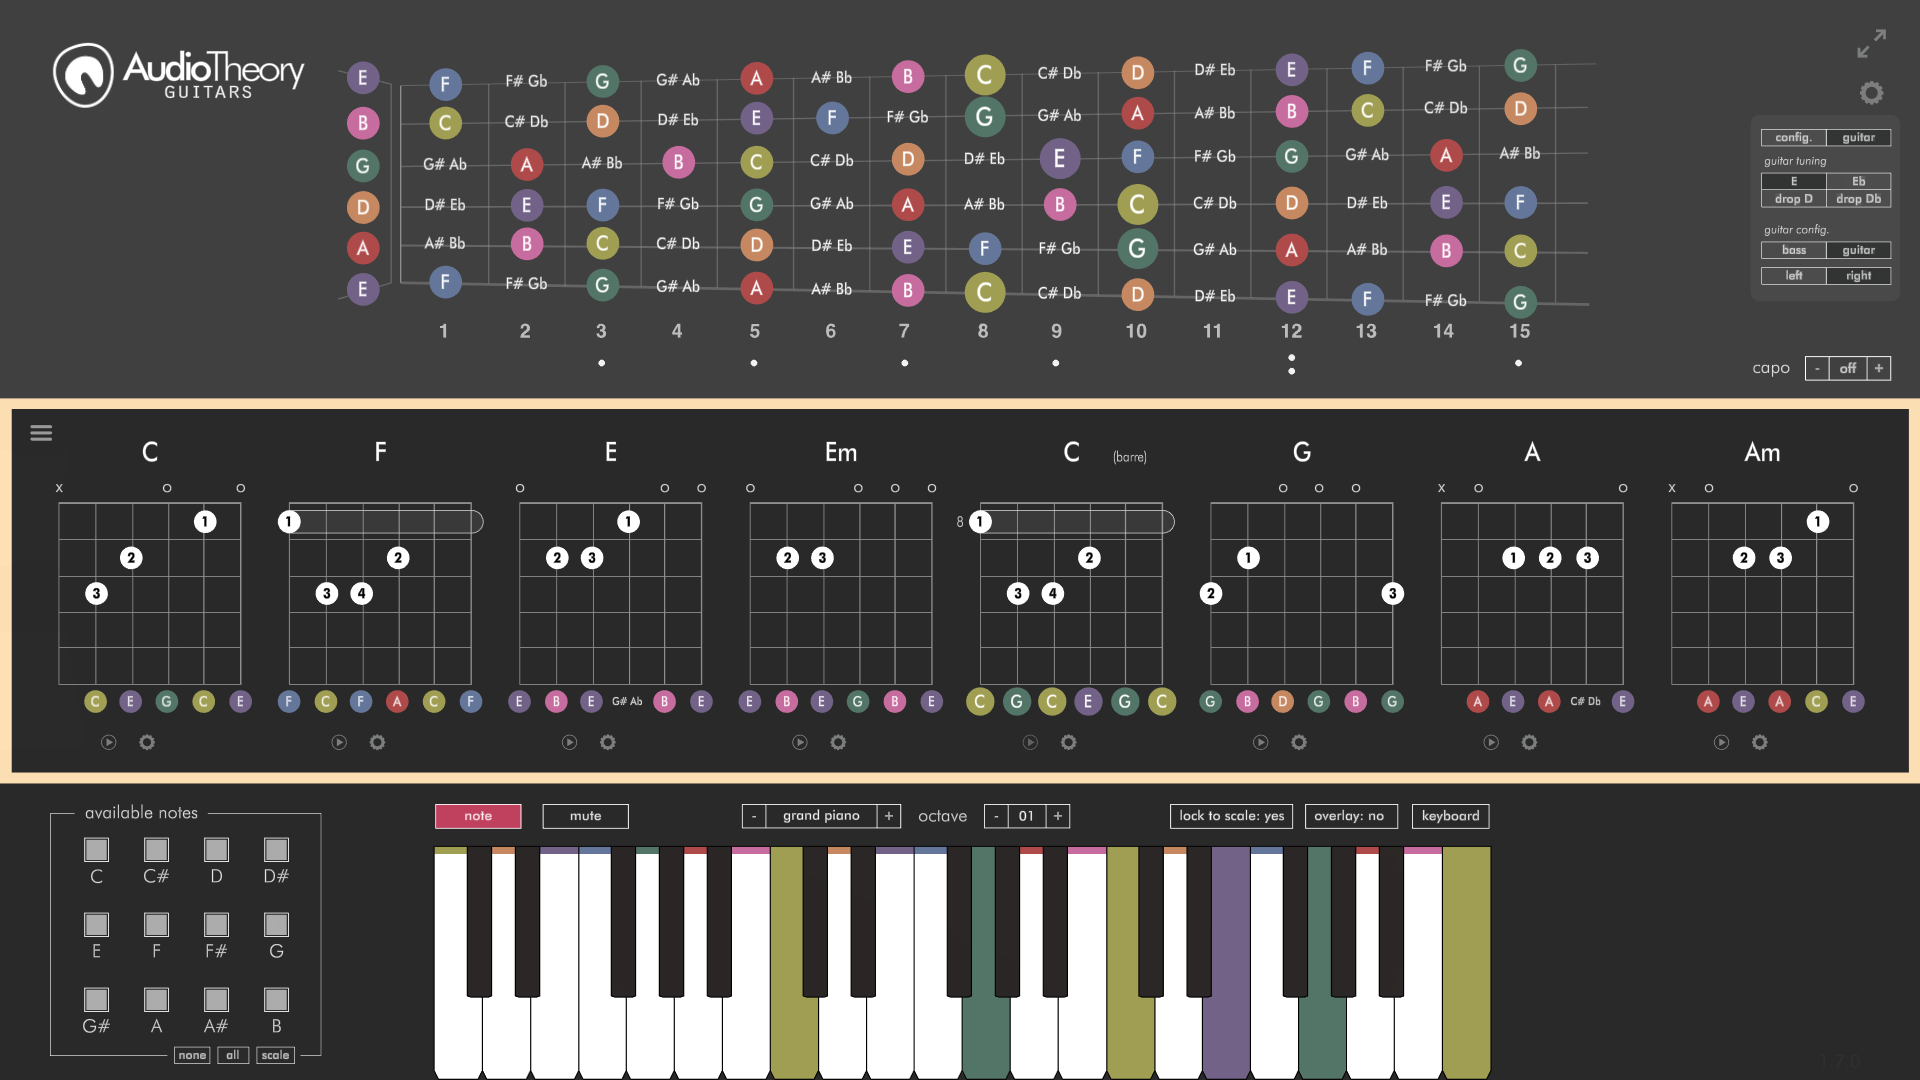 AudioTheory
GUITARS
E F F# Gb G G# Ab A A# Bb B C C# Db D D# Eb E F F# Gb G
B C C# Db D D# Eb E F F# Gb G G# Ab A A# Bb B C C# Db D
G G# Ab A A# Bb B C C# Db D D# Eb E F F# Gb G G# Ab A A# Bb
D D# Eb E F F# Gb G G# Ab A A# Bb B C C# Db D D# Eb E F
A A# Bb B C C# Db D D# Eb E F F# Gb G G# Ab A A# Bb B C
E F F# Gb G G# Ab A A# Bb B C C# Db D D# Eb E F F# Gb G
1 2 3 4 5 6 7 8 9 10 11 12 13 14 15
config. guitar
guitar tuning
E Eb
drop D drop Db
guitar config.
bass guitar
left right
capo - off +
C F E Em C (barre) G A Am
x o o o o o o o o o o o o x o o x o o
1 1 1 8 1 1
2 2 2 3 2 3 2 1 1 2 3 2 3
3 3 4 3 4 2 3
C E G C E F C F A C F E B E G# Ab B E E B E G B E C G C E G C G B D G B G A E A C# Db E A E A C E
available notes
C C# D D#
E F F# G
G# A A# B
none all scale
note mute - grand piano + octave - 01 + lock to scale: yes overlay: no keyboard
1.7.0